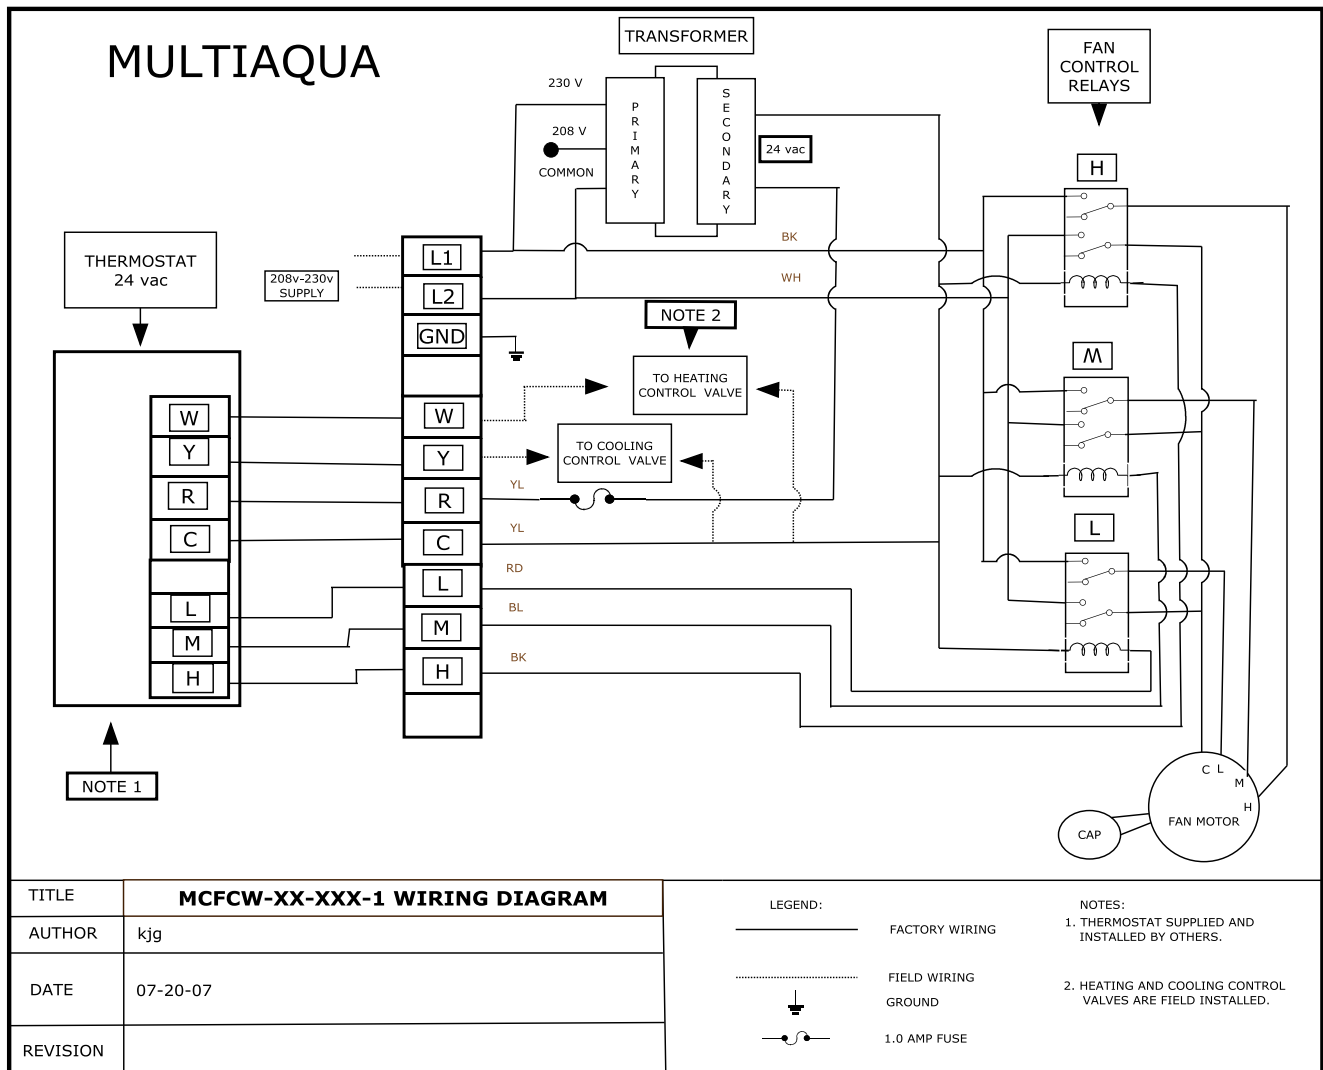 MULTIAQUA
TRANSFORMER
FAN
CONTROL
RELAYS
230 V
208 V
COMMON
PRIMARY
SECONDARY
24 vac
H
THERMOSTAT
24 vac
208v-230v
SUPPLY
L1
L2
GND
BK
WH
NOTE 2
TO HEATING
CONTROL VALVE
TO COOLING
CONTROL VALVE
M
L
W
Y
R
C
L
M
H
W
Y
R
C
L
M
H
YL
YL
RD
BL
BK
NOTE 1
C L
M
H
FAN MOTOR
CAP
TITLE
MCFCW-XX-XXX-1 WIRING DIAGRAM
AUTHOR
kjg
DATE
07-20-07
REVISION
LEGEND:
FACTORY WIRING
FIELD WIRING
GROUND
1.0 AMP FUSE
NOTES:
1. THERMOSTAT SUPPLIED AND
INSTALLED BY OTHERS.
2. HEATING AND COOLING CONTROL
VALVES ARE FIELD INSTALLED.